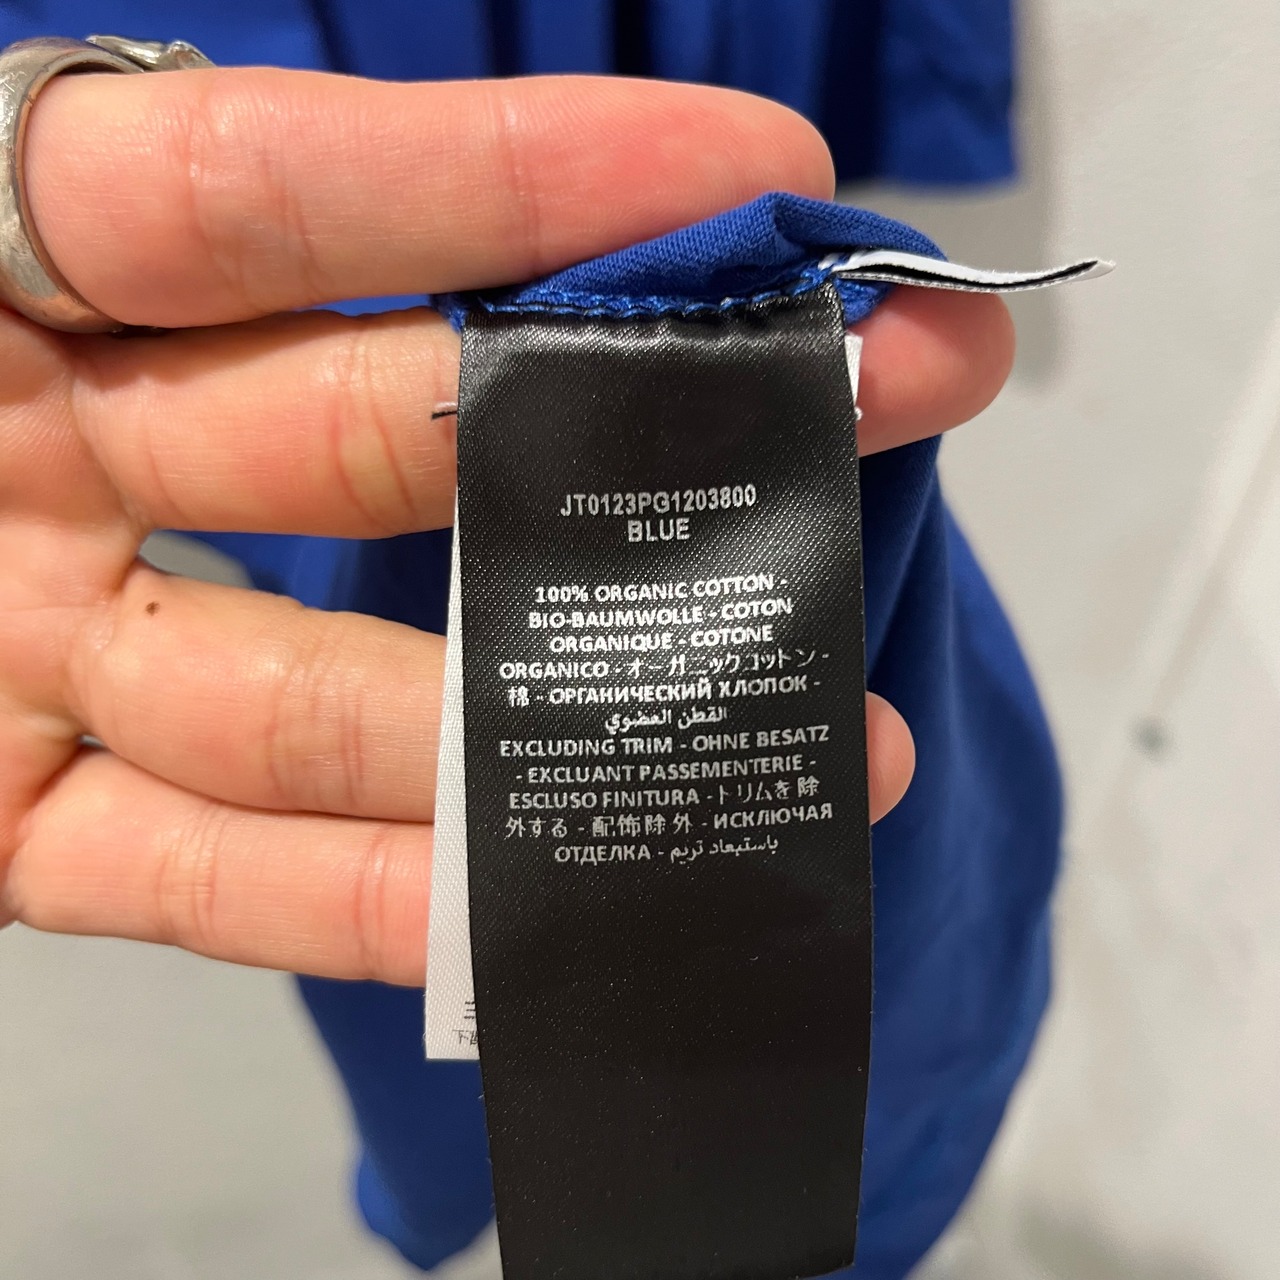 JT0123PG1203800
BLUE
100% ORGANIC COTTON -
BIO-BAUMWOLLE - COTON
ORGANIQUE - COTONE
ORGANICO - オーガニックコットン -
棉 - ОРГАНИЧЕСКИЙ ХЛОПОК -
القطن العضوي
EXCLUDING TRIM - OHNE BESATZ
- EXCLUANT PASSEMENTERIE -
ESCLUSO FINITURA -トリムを除
外する - 配饰除外 - ИСКЛЮЧАЯ
ОТДЕЛКА - باستبعاد تريم
下